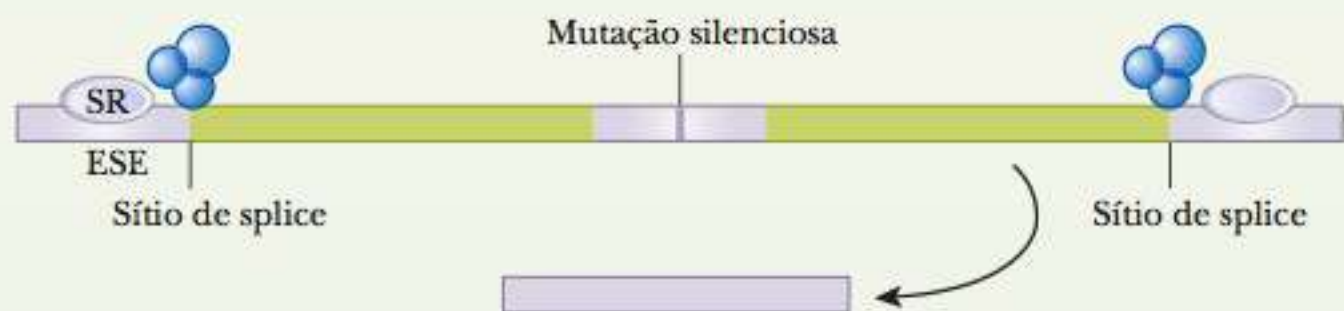 Mutação silenciosa
SR
ESE
Sítio de splice
Sítio de splice